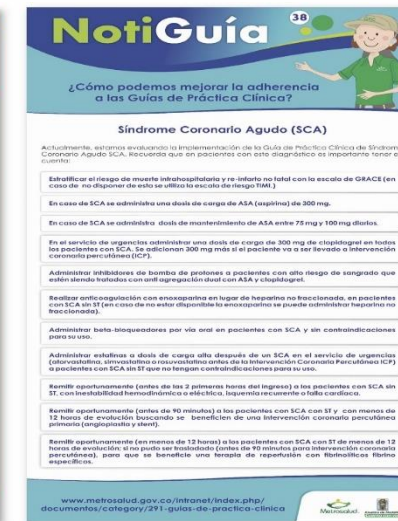 NotiGuía
38
¿Cómo podemos mejorar la adherencia
a las Guías de Práctica Clínica?
Síndrome Coronario Agudo (SCA)
Actualmente, estamos evaluando la implementación de la Guía de Práctica Clínica de Síndrom
Coronario Agudo SCA. Recuerda que en pacientes con este diagnóstico es importante tener e
cuenta:
Estratificar el riesgo de muerte intrahospitalaria y re-infarto no fatal con la escala de GRACE (en
caso de no disponer de esta se utiliza la escala de riesgo TIMI.)
En caso de SCA se administra una dosis de carga de ASA (aspirina) de 300 mg.
En caso de SCA se administra dosis de mantenimiento de ASA entre 75 mg y 100 mg diarios.
En el servicio de urgencias administrar una dosis de carga de 300 mg de clopidogrel en todos
los pacientes con SCA. Se adicionan 300 mg más si el paciente va a ser llevado a intervención
coronaria percutánea (ICP).
Administrar inhibidores de bomba de protones a pacientes con alto riesgo de sangrado que
estén siendo tratados con anti agregación dual con ASA y clopidogrel.
Realizar anticoagulación con enoxaparina en lugar de heparina no fraccionada, en pacientes
con SCA sin ST (en caso de no estar disponible la enoxaparina se puede administrar heparina no
fraccionada).
Administrar beta-bloqueadores por vía oral en pacientes con SCA y sin contraindicaciones
para su uso.
Administrar estatinas a dosis de carga alta después de un SCA en el servicio de urgencias
(atorvastatina, simvastatina o rosuvastatina antes de la Intervención Coronaria Percutánea ICP)
a pacientes con SCA sin ST que no tengan contraindicaciones para su uso.
Remitir oportunamente (antes de las 2 primeras horas del ingreso) a los pacientes con SCA sin
ST, con inestabilidad hemodinámica o eléctrica, isquemia recurrente o falla cardíaca.
Remitir oportunamente (antes de 90 minutos) a los pacientes con SCA con ST y con menos de
12 horas de evolución buscando se beneficien de una intervención coronaria percutánea
primaria (angioplastia y stent).
Remitir oportunamente (en menos de 12 horas) a los pacientes con SCA con ST de menos de 12
horas de evolución; si no pudo ser trasladado (antes de 90 minutos para intervención coronaria
percutánea), para que se beneficie una terapia de reperfusión con fibrinolíticos fibrino
específicos.
www.metrosalud.gov.co/intranet/index.php/
documentos/category/291-guias-de-practica-clinica
Metrosalud